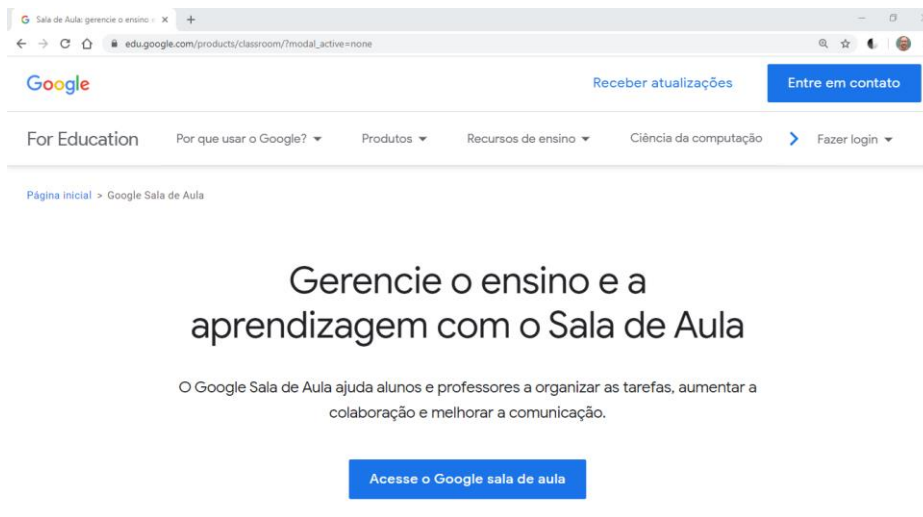 Sala de Aula: gerencie o ensino e
edu.google.com/products/classroom/?modal_active=none
Google
Receber atualizações
Entre em contato
For Education
Por que usar o Google?
Produtos
Recursos de ensino
Ciência da computação
Fazer login
Página inicial > Google Sala de Aula
Gerencie o ensino e a
aprendizagem com o Sala de Aula
O Google Sala de Aula ajuda alunos e professores a organizar as tarefas, aumentar a
colaboração e melhorar a comunicação.
Acesse o Google sala de aula